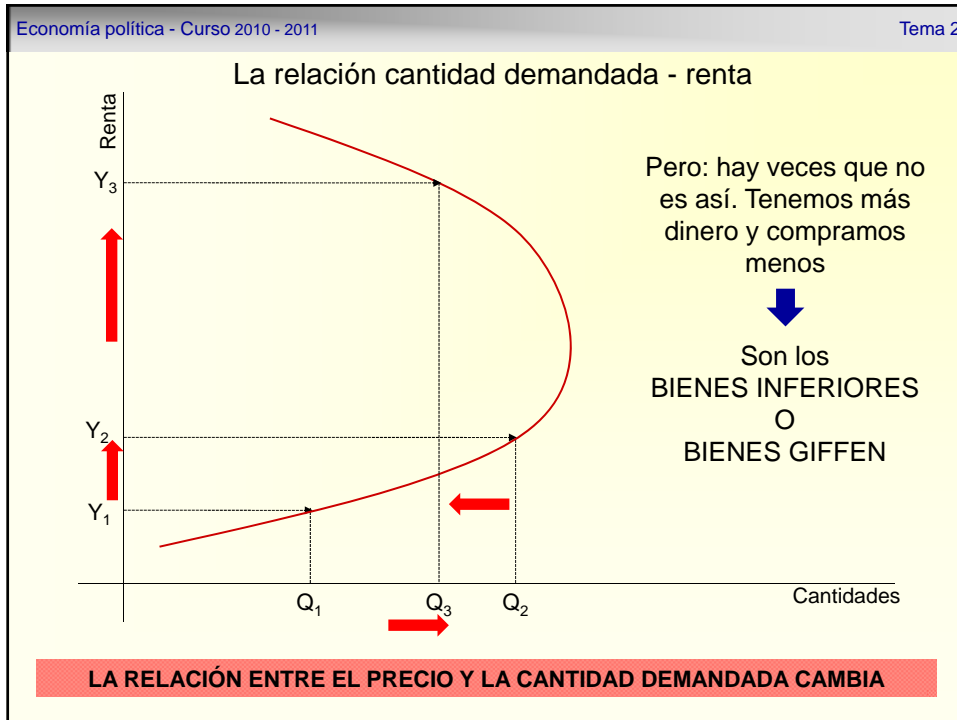 Economía política - Curso 2010 - 2011
Tema 2
La relación cantidad demandada - renta
Renta
Y3
Y2
Y1
Q1
Q3
Q2
Cantidades
Pero: hay veces que no
es así. Tenemos más
dinero y compramos
menos
Son los
BIENES INFERIORES
O
BIENES GIFFEN
LA RELACIÓN ENTRE EL PRECIO Y LA CANTIDAD DEMANDADA CAMBIA